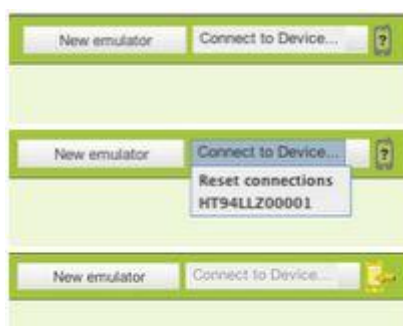 New emulator Connect to Device... ?
New emulator Connect to Device... ?
Reset connections
HT94LLZ00001
New emulator Connect to Device...